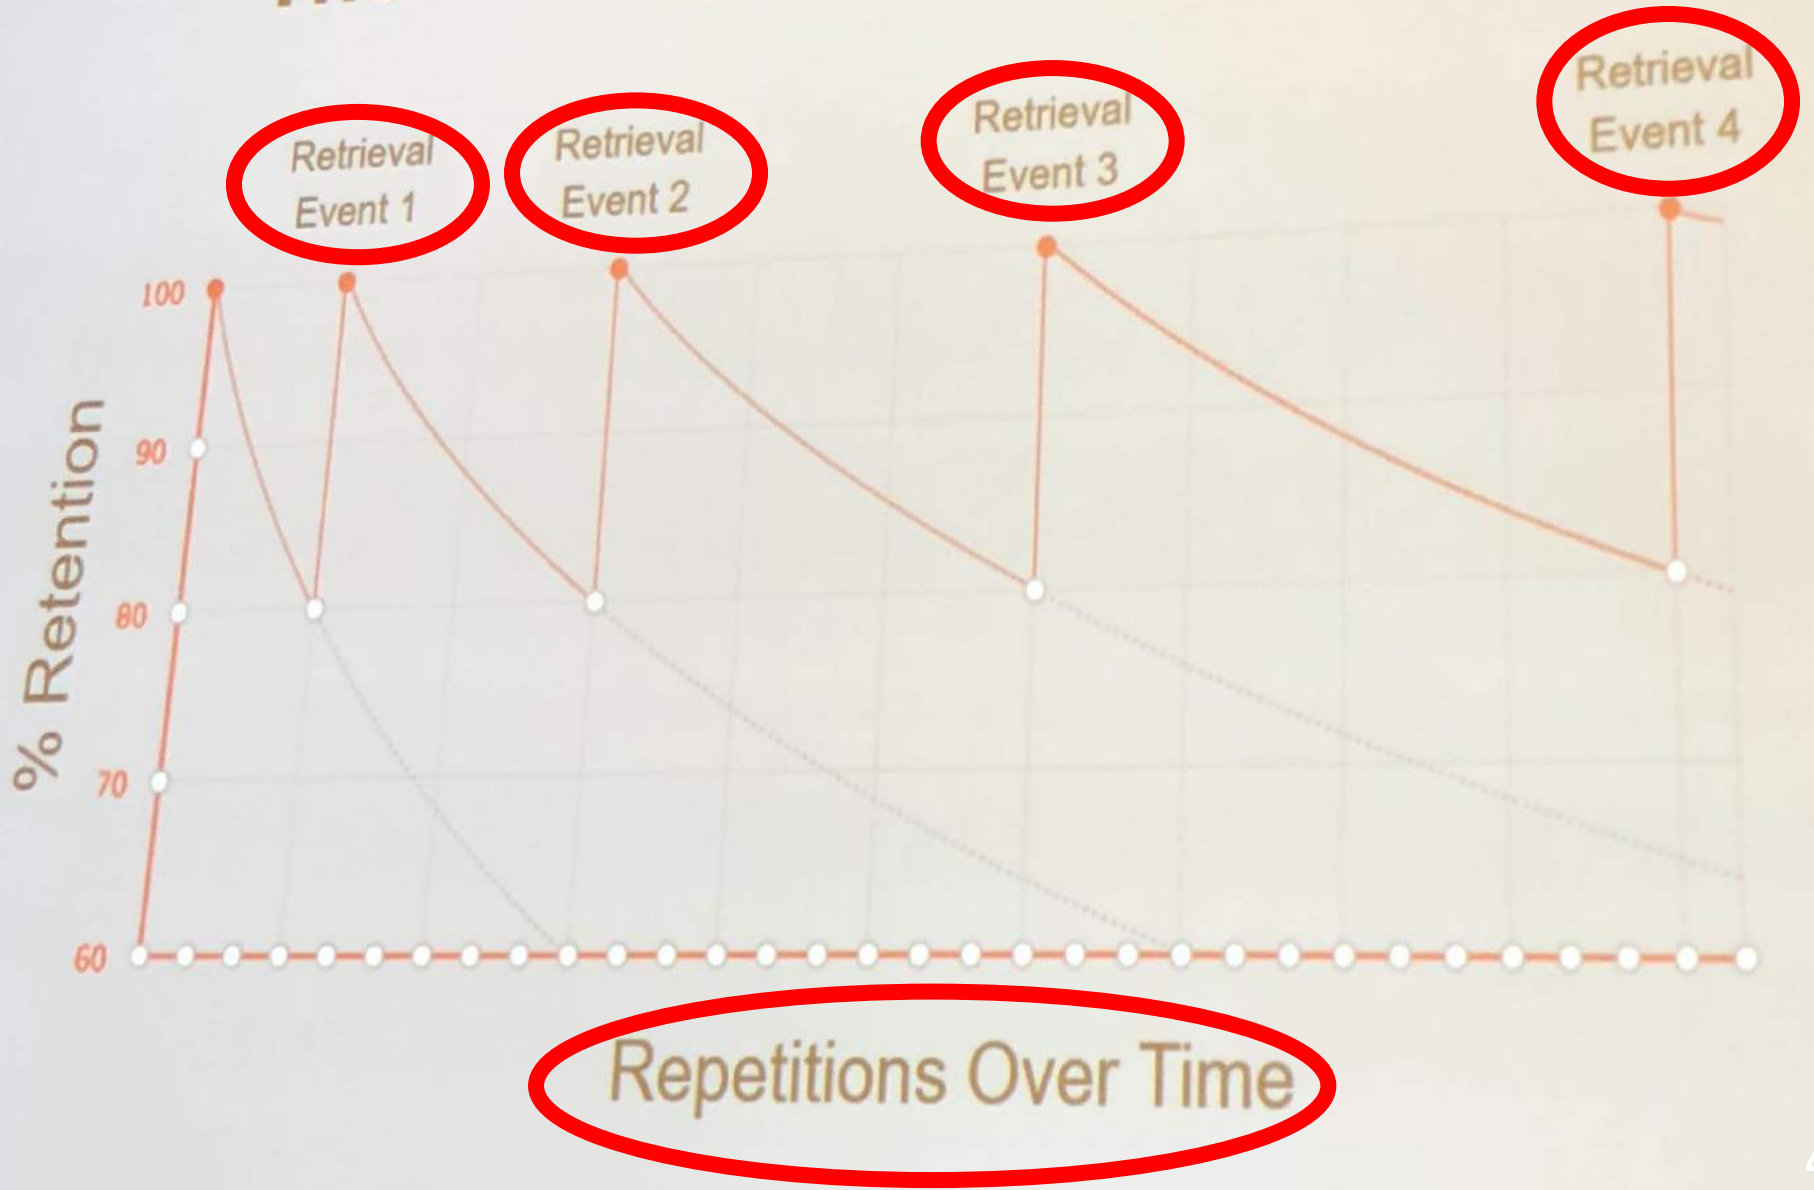 Retrieval
Event 1
Retrieval
Event 2
Retrieval
Event 3
Retrieval
Event 4
100
90
80
70
60
% Retention
Repetitions Over Time